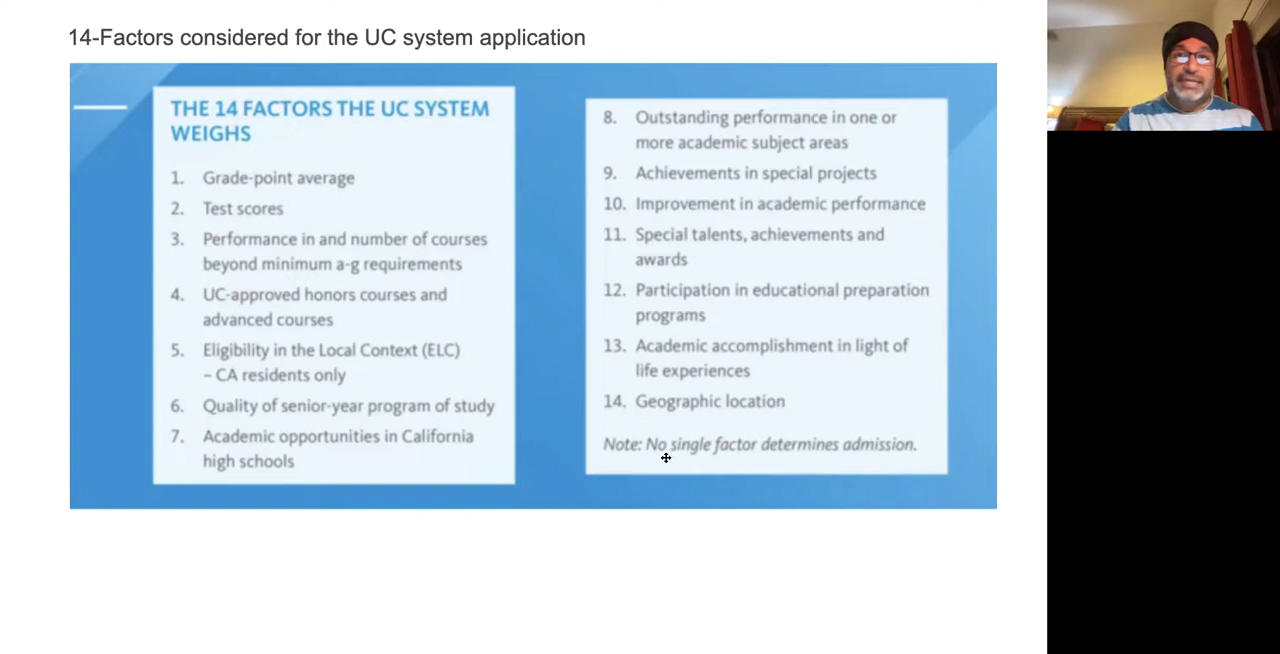 14-Factors considered for the UC system application
THE 14 FACTORS THE UC SYSTEM
WEIGHS
1. Grade-point average
2. Test scores
3. Performance in and number of courses
beyond minimum a-g requirements
4. UC-approved honors courses and
advanced courses
5. Eligibility in the Local Context (ELC)
– CA residents only
6. Quality of senior-year program of study
7. Academic opportunities in California
high schools
8. Outstanding performance in one or
more academic subject areas
9. Achievements in special projects
10. Improvement in academic performance
11. Special talents, achievements and
awards
12. Participation in educational preparation
programs
13. Academic accomplishment in light of
life experiences
14. Geographic location
Note: No single factor determines admission.